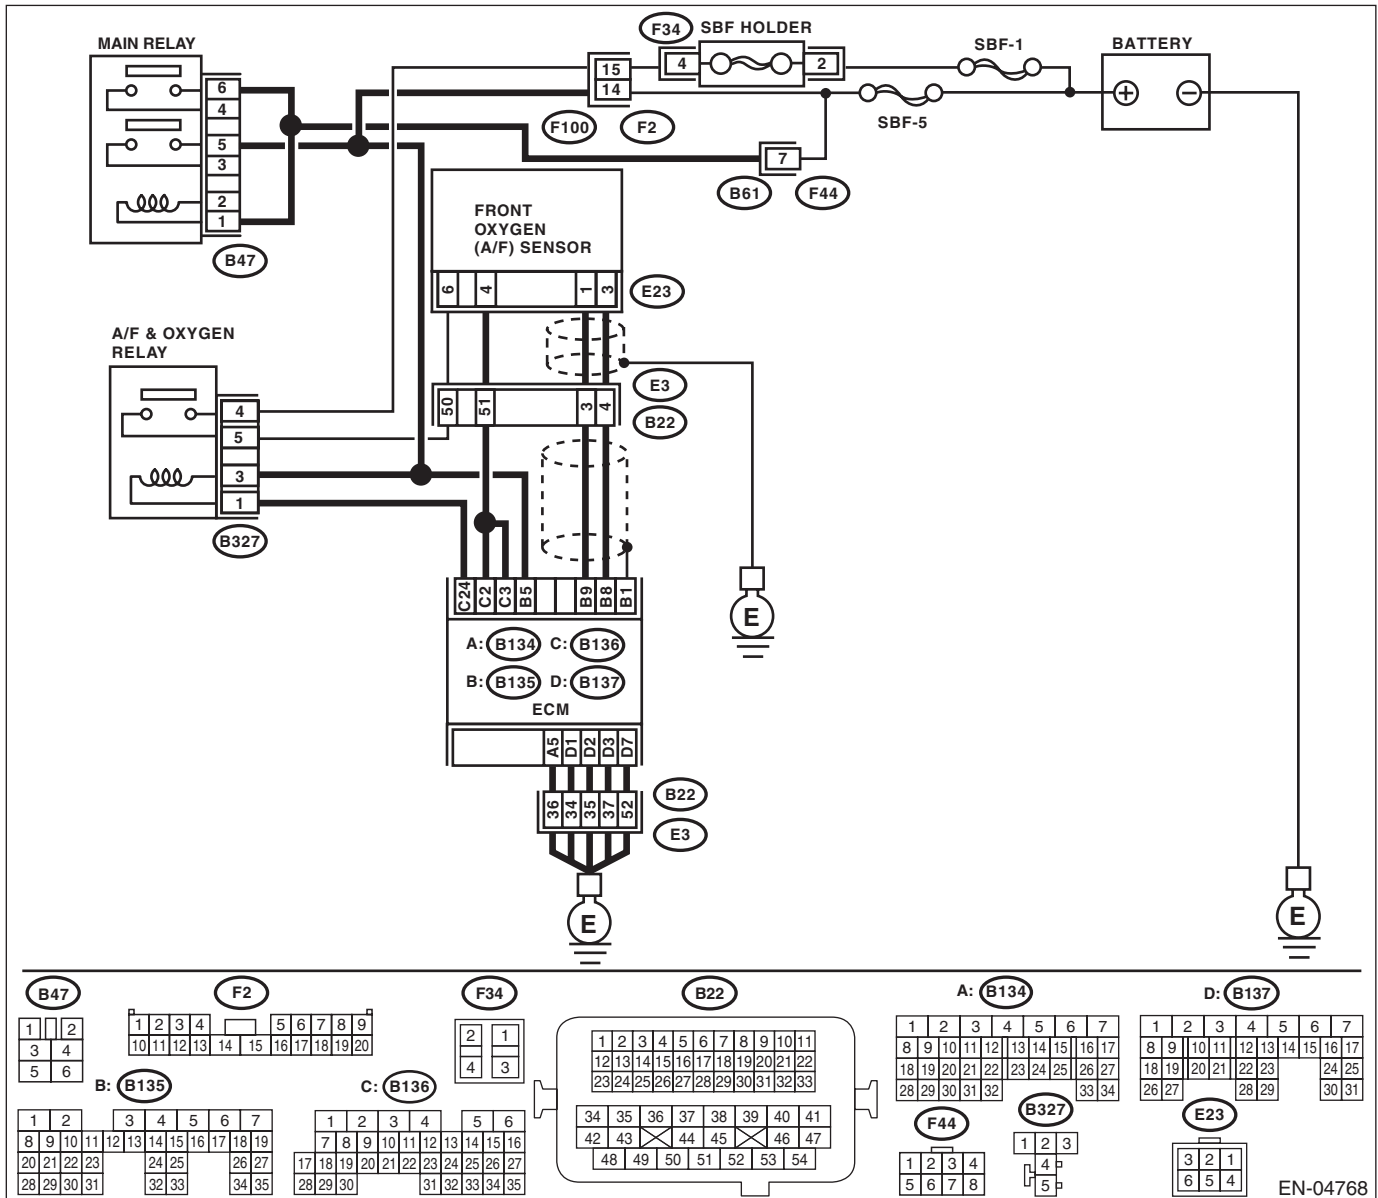 F34 SBF HOLDER
MAIN RELAY
SBF-1
BATTERY
15
4
2
14
6
4
5
3
2
1
F100
F2
SBF-5
7
B61
F44
B47
FRONT
OXYGEN
(A/F) SENSOR
6 4 1 3
E23
A/F & OXYGEN
RELAY
E3
50 51 3 4
B22
4
5
3
1
B327
C24 C2 C3 B5 B9 B8 B1
E
A: B134 C: B136
B: B135 D: B137
ECM
A5 D1 D2 D3 D7
B22
36 34 35 37 52
E3
E
E
B47
1 2
3 4
5 6
F2
1 2 3 4 5 6 7 8 9
10 11 12 13 14 15 16 17 18 19 20
F34
2 1
4 3
B22
1 2 3 4 5 6 7 8 9 10 11
12 13 14 15 16 17 18 19 20 21 22
23 24 25 26 27 28 29 30 31 32 33
34 35 36 37 38 39 40 41
42 43 44 45 46 47
48 49 50 51 52 53 54
A: B134
1 2 3 4 5 6 7
8 9 10 11 12 13 14 15 16 17
18 19 20 21 22 23 24 25 26 27
28 29 30 31 32 33 34
D: B137
1 2 3 4 5 6 7
8 9 10 11 12 13 14 15 16 17
18 19 20 21 22 23 24 25
26 27 28 29 30 31
B: B135
1 2 3 4 5 6 7
8 9 10 11 12 13 14 15 16 17 18 19
20 21 22 23 24 25 26 27
28 29 30 31 32 33 34 35
C: B136
1 2 3 4 5 6
7 8 9 10 11 12 13 14 15 16
17 18 19 20 21 22 23 24 25 26 27
28 29 30 31 32 33 34 35
F44
1 2 3 4
5 6 7 8
B327
1 2 3
4
5
E23
3 2 1
6 5 4
EN-04768